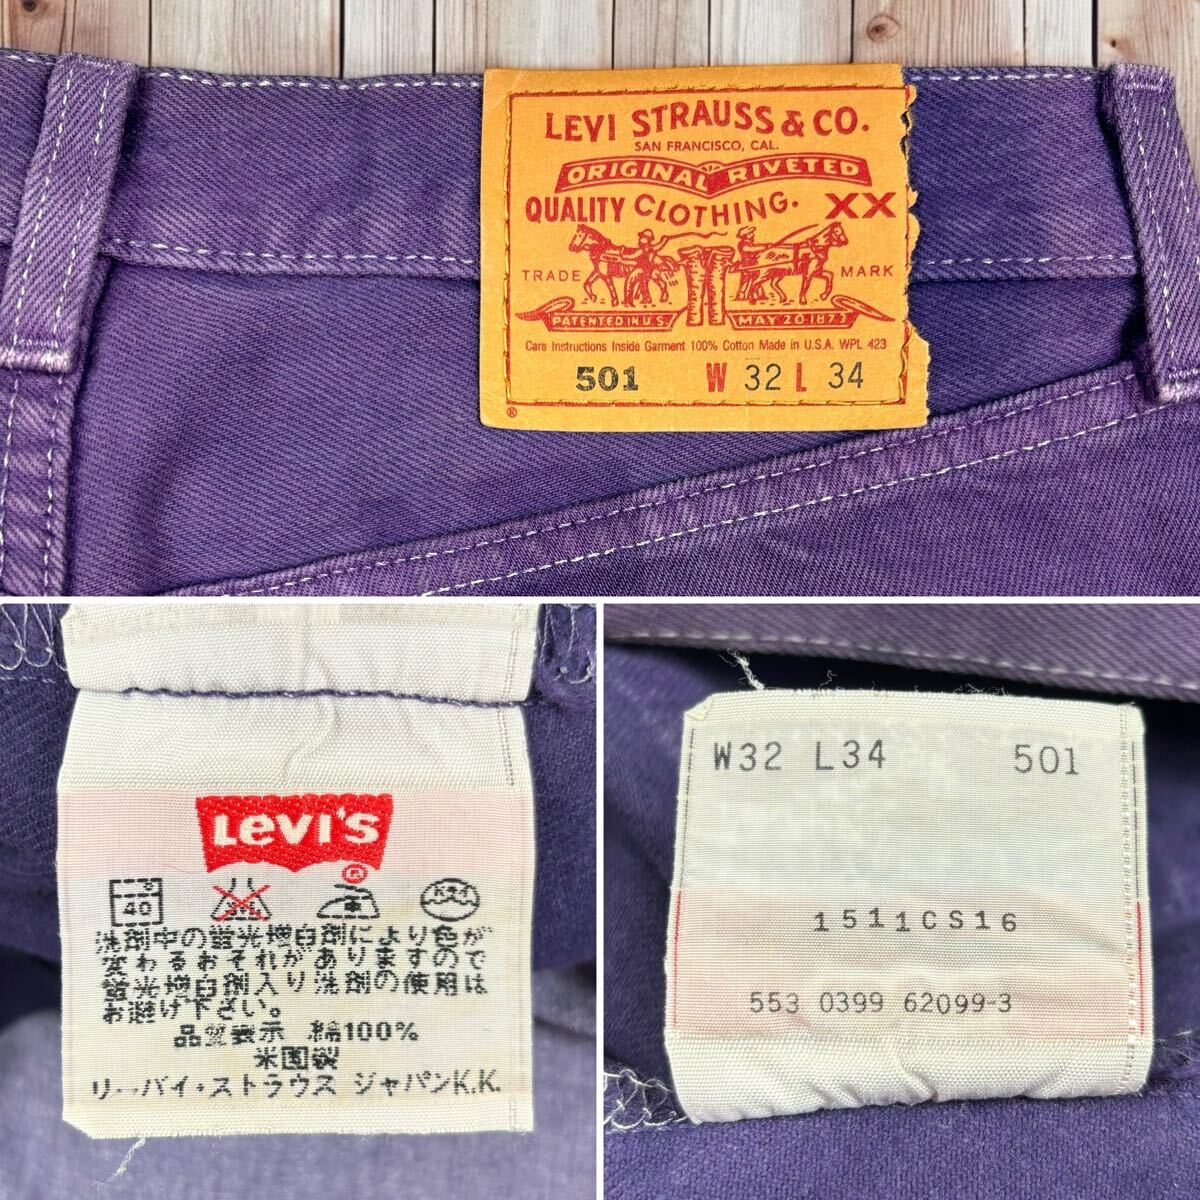 LEVI STRAUSS & CO.
SAN FRANCISCO, CAL.
ORIGINAL RIVETED
QUALITY CLOTHING. XX
TRADE MARK
PATENTED IN U.S. MAY 20 1873
Care Instructions Inside Garment 100% Cotton Made in U.S.A. WPL 423
501 W 32 L 34
®
Levi's
®
40
洗剤中の蛍光増白剤により色が
変わるおそれがありますので
蛍光増白剤入り洗剤の使用は
お避け下さい。
品質表示 綿100%
米国製
リーバイ・ストラウス ジャパンK.K.
W32 L34 501
1511CS16
553 0399 62099-3